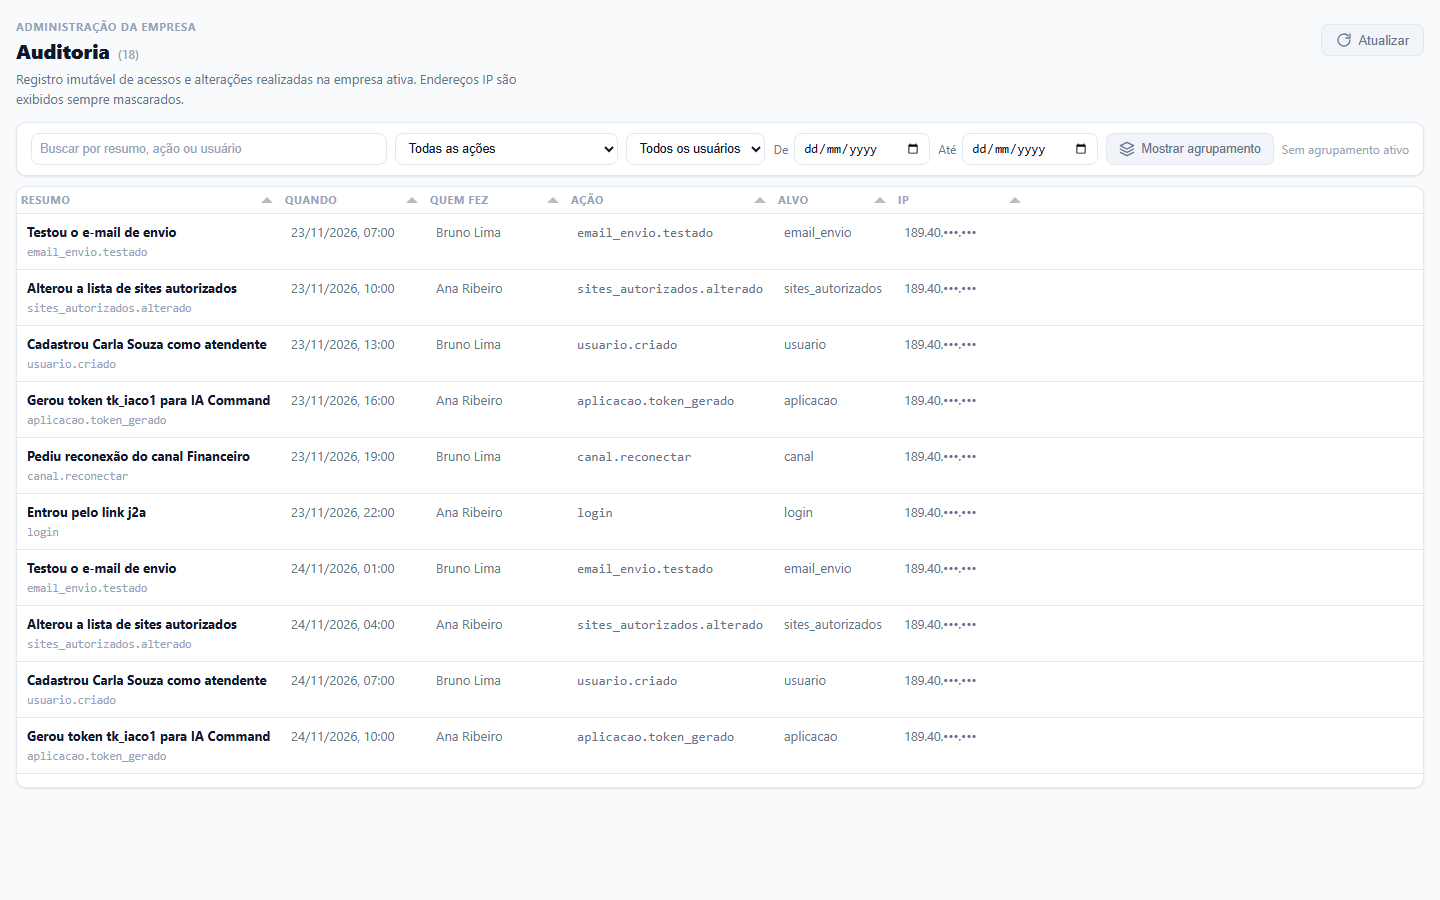 ADMINISTRAÇÃO DA EMPRESA
Auditoria (18)
Atualizar
Registro imutável de acessos e alterações realizadas na empresa ativa. Endereços IP são
exibidos sempre mascarados.
Buscar por resumo, ação ou usuário Todas as ações Todos os usuários De dd/mm/yyyy Até dd/mm/yyyy Mostrar agrupamento Sem agrupamento ativo
RESUMO QUANDO QUEM FEZ AÇÃO ALVO IP
Testou o e-mail de envio 23/11/2026, 07:00 Bruno Lima email_envio.testado email_envio 189.40.•••.•••
email_envio.testado
Alterou a lista de sites autorizados 23/11/2026, 10:00 Ana Ribeiro sites_autorizados.alterado sites_autorizados 189.40.•••.•••
sites_autorizados.alterado
Cadastrou Carla Souza como atendente 23/11/2026, 13:00 Bruno Lima usuario.criado usuario 189.40.•••.•••
usuario.criado
Gerou token tk_iaco1 para IA Command 23/11/2026, 16:00 Ana Ribeiro aplicacao.token_gerado aplicacao 189.40.•••.•••
aplicacao.token_gerado
Pediu reconexão do canal Financeiro 23/11/2026, 19:00 Bruno Lima canal.reconectar canal 189.40.•••.•••
canal.reconectar
Entrou pelo link j2a 23/11/2026, 22:00 Ana Ribeiro login login 189.40.•••.•••
login
Testou o e-mail de envio 24/11/2026, 01:00 Bruno Lima email_envio.testado email_envio 189.40.•••.•••
email_envio.testado
Alterou a lista de sites autorizados 24/11/2026, 04:00 Ana Ribeiro sites_autorizados.alterado sites_autorizados 189.40.•••.•••
sites_autorizados.alterado
Cadastrou Carla Souza como atendente 24/11/2026, 07:00 Bruno Lima usuario.criado usuario 189.40.•••.•••
usuario.criado
Gerou token tk_iaco1 para IA Command 24/11/2026, 10:00 Ana Ribeiro aplicacao.token_gerado aplicacao 189.40.•••.•••
aplicacao.token_gerado